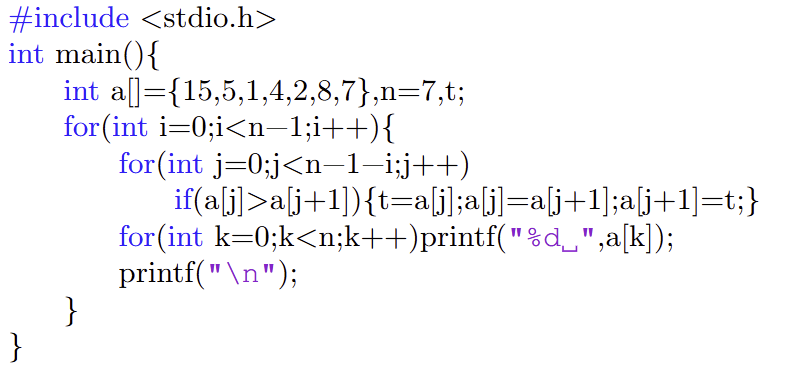 #include <stdio.h>
int main(){
    int a[]={15,5,1,4,2,8,7},n=7,t;
    for(int i=0;i<n−1;i++){
        for(int j=0;j<n−1−i;j++)
            if(a[j]>a[j+1]){t=a[j];a[j]=a[j+1];a[j+1]=t;}
        for(int k=0;k<n;k++)printf("%d␣",a[k]);
        printf("\n");
    }
}